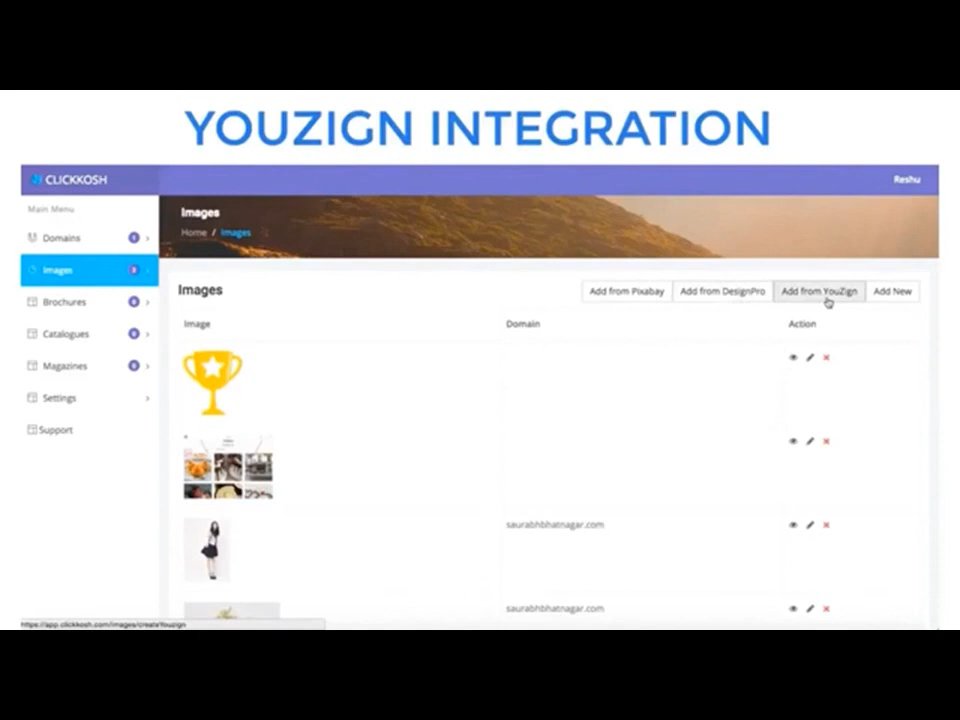 YOUZIGN INTEGRATION
CLICKKOSH
Reshu
Main Menu
Images
Home / Images
Domains
Images
Brochures
Catalogues
Magazines
Settings
Support
Images
Add from Pixabay
Add from DesignPro
Add from YouZign
Add New
Image
Domain
Action
saurabhbhatnagar.com
saurabhbhatnagar.com
https://app.clickkosh.com/images/createYouzign